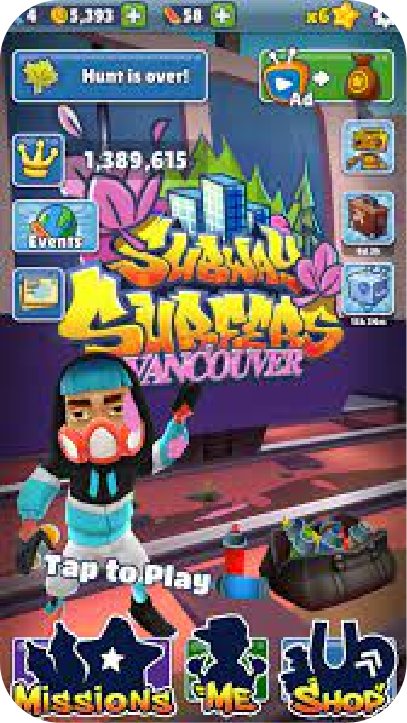 4 5,393 58 x6
Hunt is over!
Ad
1,389,615
Events
Subway
Surfers
VANCOUVER
Tap to Play
Missions Me Shop